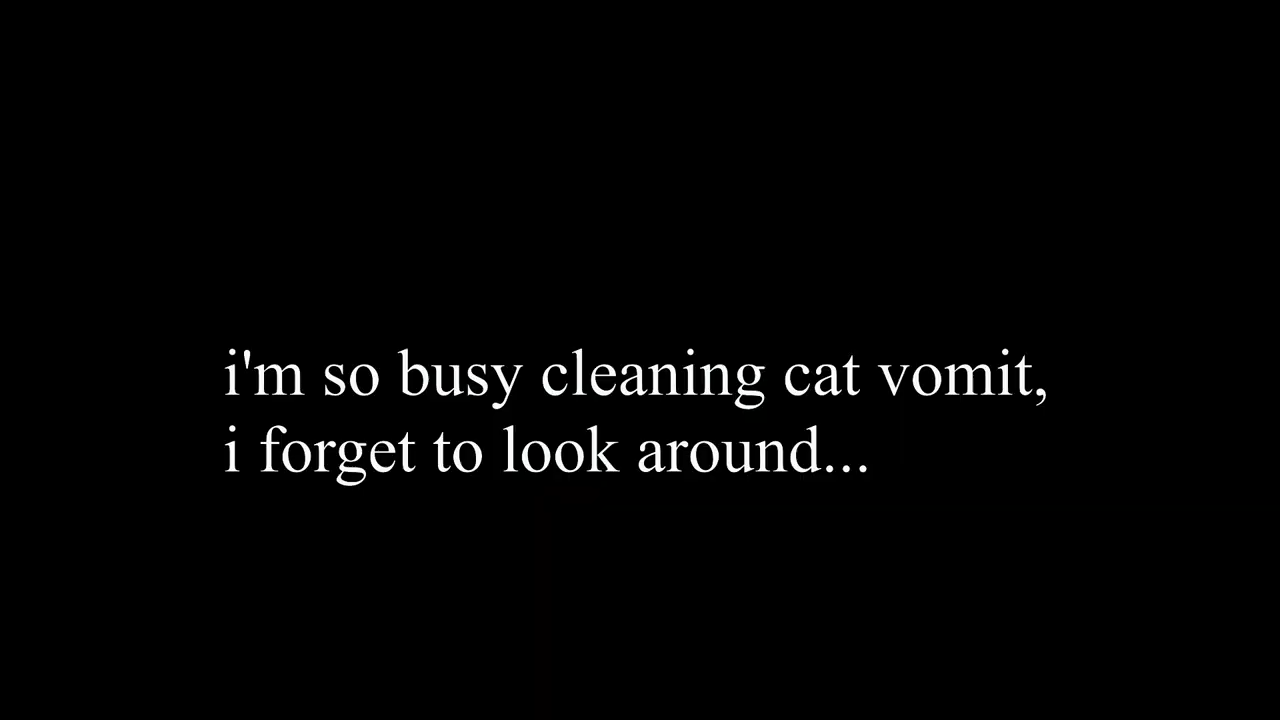 i'm so busy cleaning cat vomit,
i forget to look around...